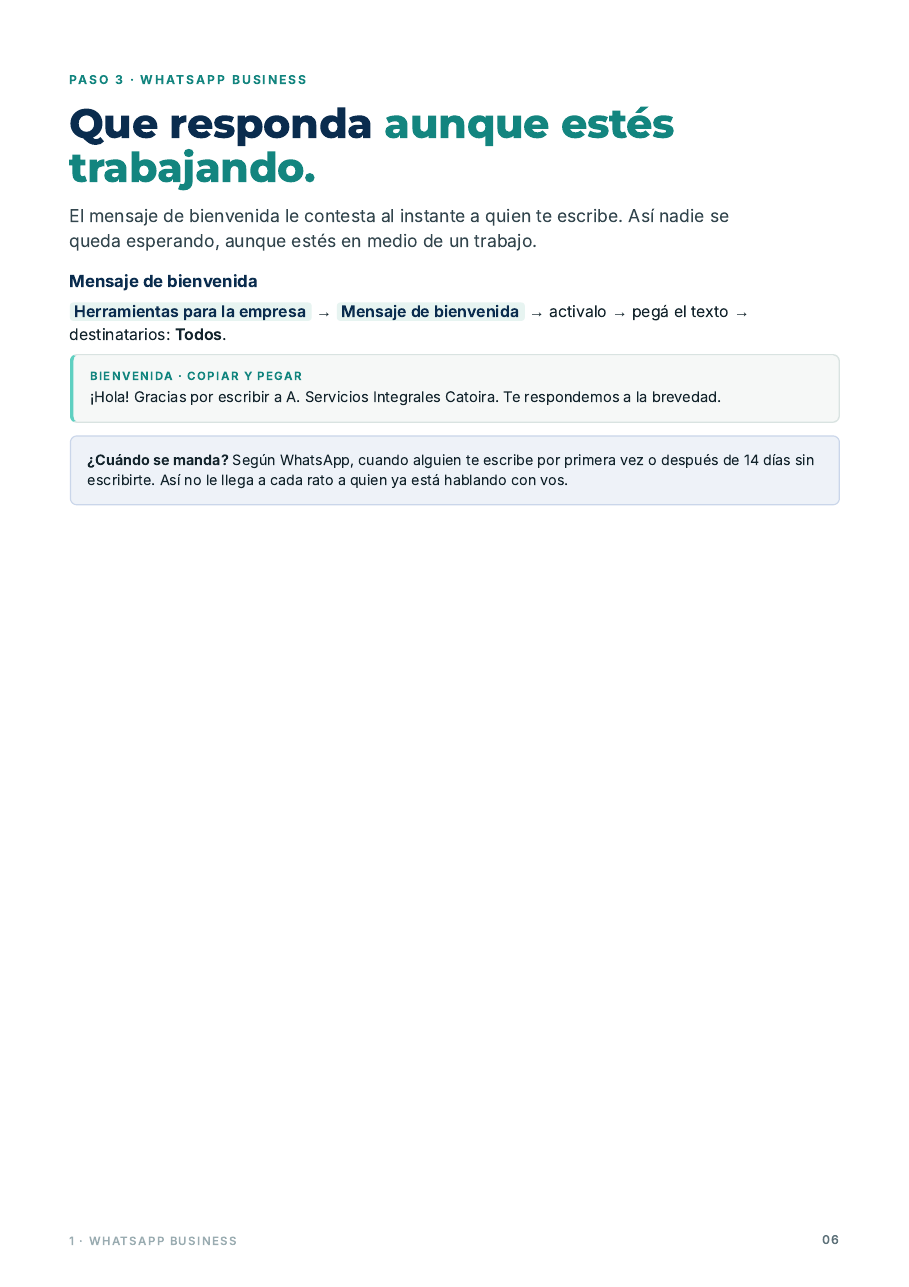 PASO 3 · WHATSAPP BUSINESS
Que responda aunque estés
trabajando.
El mensaje de bienvenida le contesta al instante a quien te escribe. Así nadie se
queda esperando, aunque estés en medio de un trabajo.
Mensaje de bienvenida
Herramientas para la empresa → Mensaje de bienvenida → activalo → pegá el texto →
destinatarios: Todos.
BIENVENIDA · COPIAR Y PEGAR
¡Hola! Gracias por escribir a A. Servicios Integrales Catoira. Te respondemos a la brevedad.
¿Cuándo se manda? Según WhatsApp, cuando alguien te escribe por primera vez o después de 14 días sin
escribirte. Así no le llega a cada rato a quien ya está hablando con vos.
1 · WHATSAPP BUSINESS
06